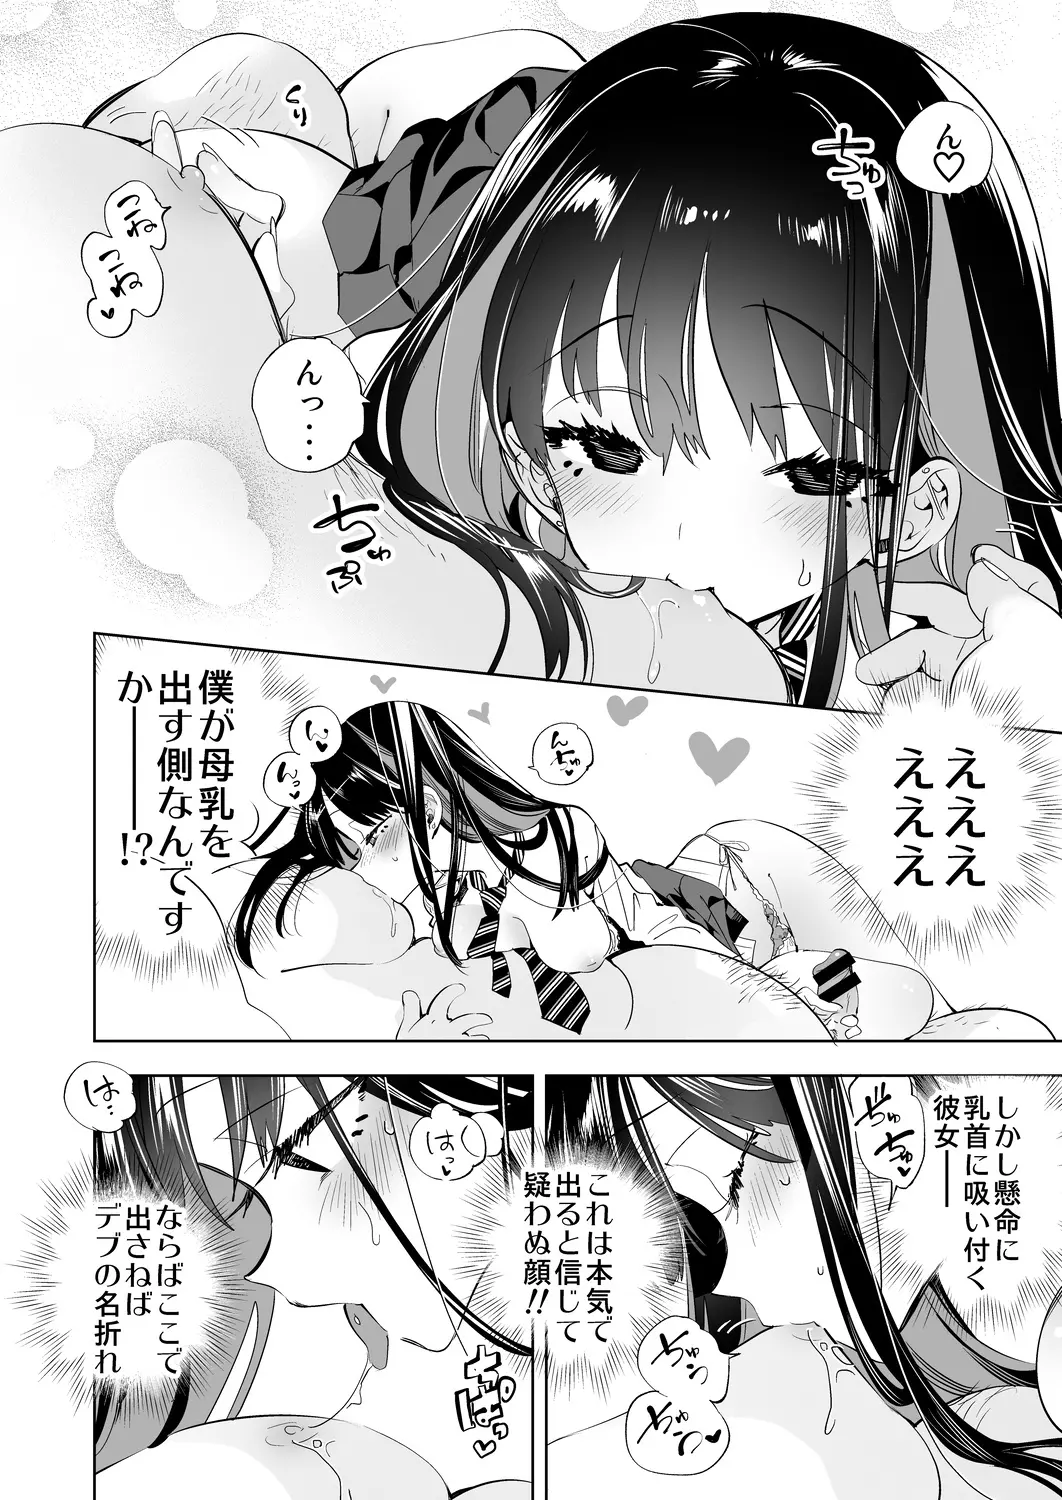 ん♡
ちゅっ
くり
こね
こね♥
んっ・・・・
ちゅぷ
えええ
えええ
んちゅ♥
ん♥
んっ♥
僕が母乳を
出す側なんです
か━━━!?
しかし懸命に
乳首に吸い付く
彼女━━
ぢゅ
ちゅ♥
これは本気で
出ると信じて
疑わぬ顔!!
ちゅう
ちゅう♥
はくっ
は…
ならばここで
出さねば
デブの名折れ
ちゅぱっ♥